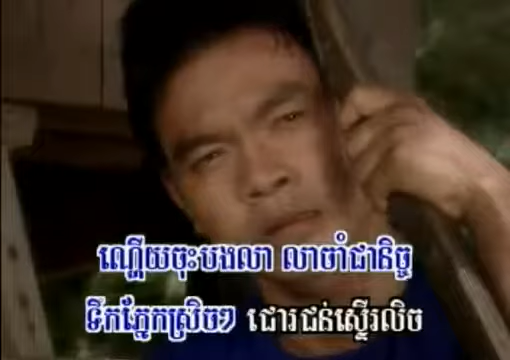 ណ្ហើយចុះបងលា លាចាំជានិច្ច
ទឹកភ្នែកស្រិចៗ ជោរជន់ស្ទើរលិច